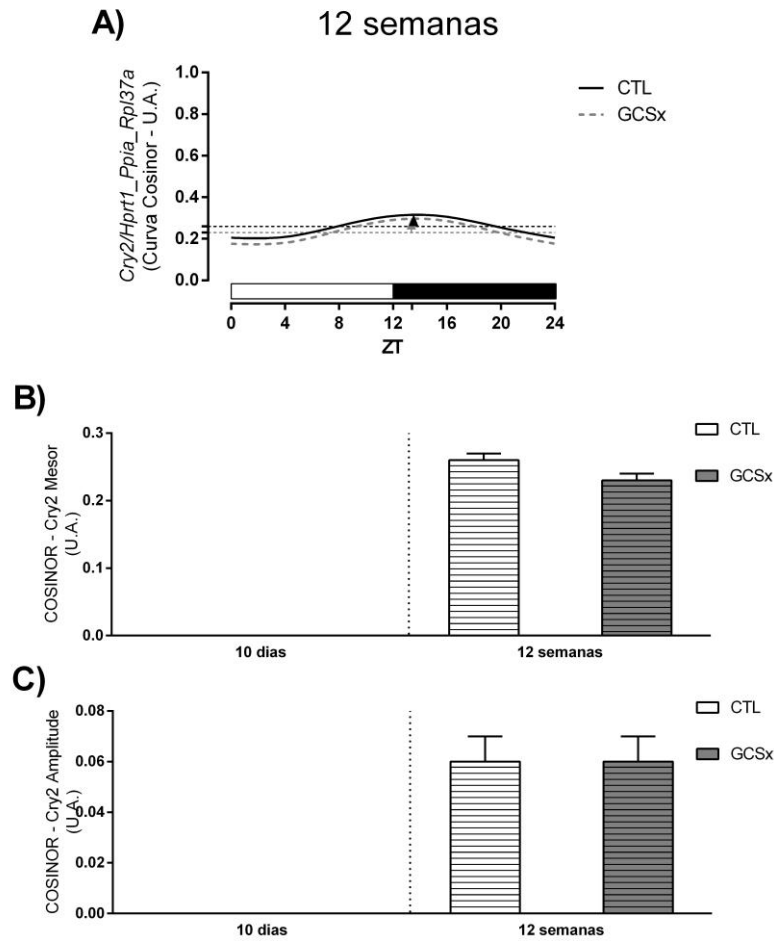 A)
12 semanas
Cry2/Hprt1_Ppia_Rpl37a
(Curva Cosinor - U.A.)
1.0
0.8
0.6
0.4
0.2
0.0
CTL
GCSx
0 4 8 12 16 20 24
ZT
B)
COSINOR - Cry2 Mesor
(U.A.)
0.3
0.2
0.1
0.0
CTL
GCSx
10 dias 12 semanas
C)
COSINOR - Cry2 Amplitude
(U.A.)
0.08
0.06
0.04
0.02
0.00
CTL
GCSx
10 dias 12 semanas